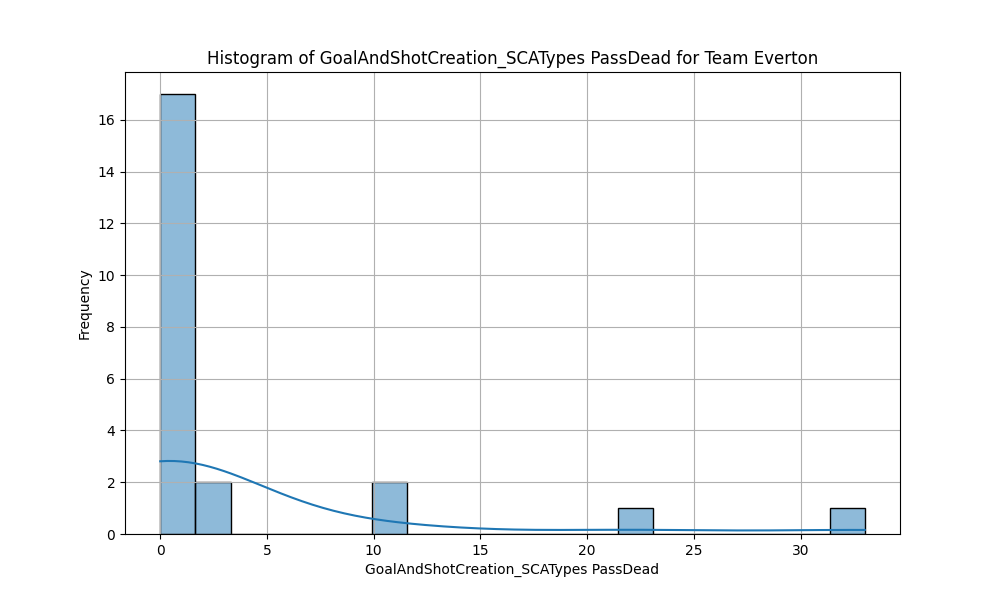 Histogram of GoalAndShotCreation_SCATypes PassDead for Team Everton
Frequency
16
14
12
10
8
6
4
2
0
0 5 10 15 20 25 30
GoalAndShotCreation_SCATypes PassDead